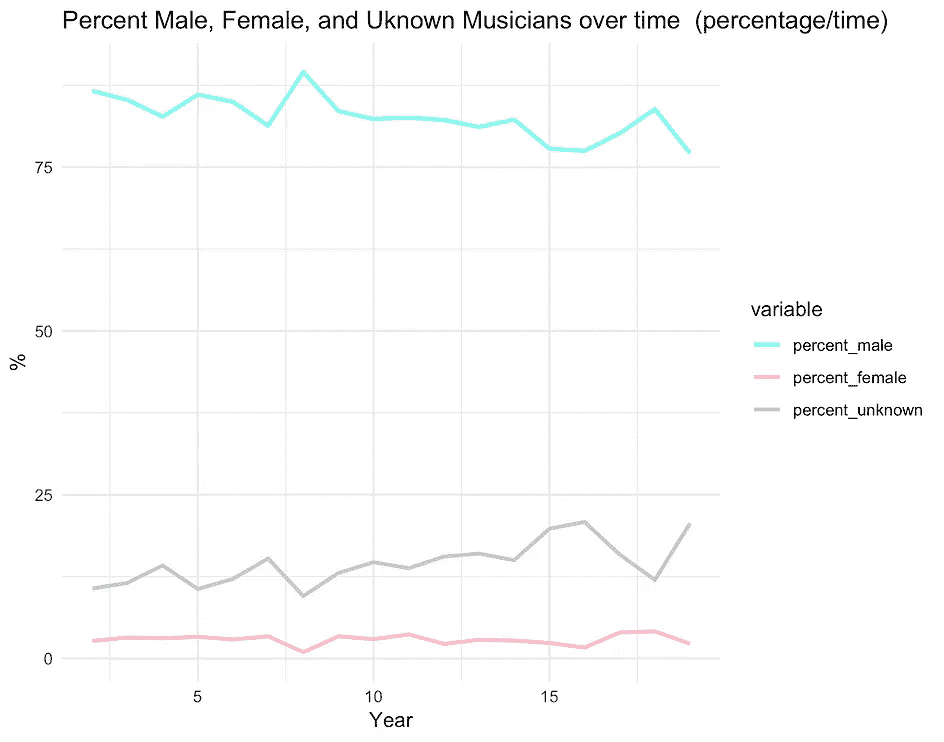 Percent Male, Female, and Uknown Musicians over time  (percentage/time)
75
50
25
0
%
5
10
15
Year
variable
percent_male
percent_female
percent_unknown